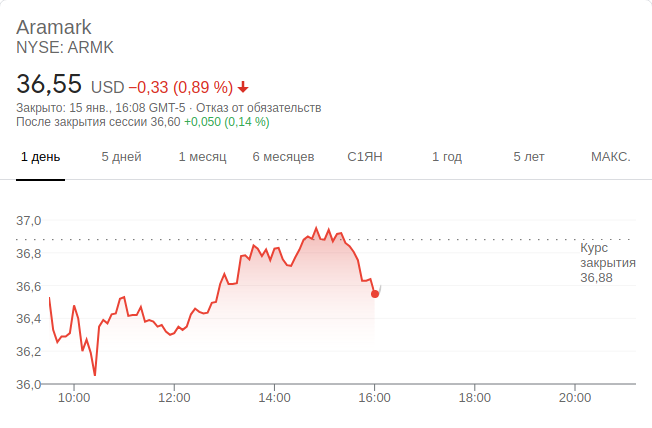 Aramark
NYSE: ARMK
36,55 USD −0,33 (0,89 %)
Закрыто: 15 янв., 16:08 GMT-5 · Отказ от обязательств
После закрытия сессии 36,60 +0,050 (0,14 %)
1 день 5 дней 1 месяц 6 месяцев С1ЯН 1 год 5 лет МАКС.
37,0
36,8
36,6
36,4
36,2
36,0
Курс
закрытия
36,88
10:00 12:00 14:00 16:00 18:00 20:00